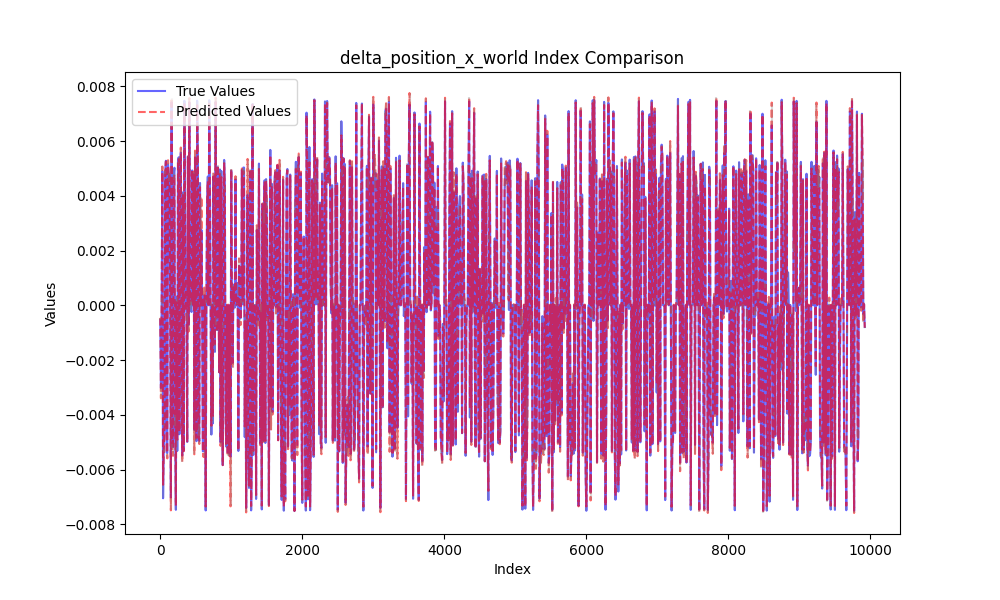 delta_position_x_world Index Comparison
True Values
Predicted Values
0.008
0.006
0.004
0.002
0.000
−0.002
−0.004
−0.006
−0.008
Values
0 2000 4000 6000 8000 10000
Index